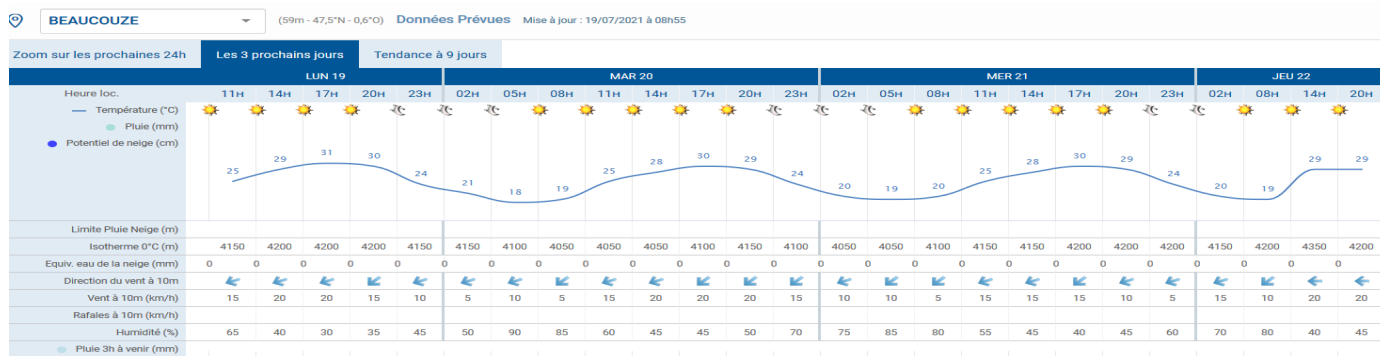 BEAUCOUZE (59m - 47,5°N - 0,6°O) Données Prévues Mise à jour : 19/07/2021 à 08h55
Zoom sur les prochaines 24h Les 3 prochains jours Tendance à 9 jours
LUN 19 MAR 20 MER 21 JEU 22
Heure loc. 11H 14H 17H 20H 23H 02H 05H 08H 11H 14H 17H 20H 23H 02H 05H 08H 11H 14H 17H 20H 23H 02H 08H 14H 20H
Température (°C)
Pluie (mm)
Potentiel de neige (cm)
25 29 31 30 24 21 18 19 25 28 30 29 24 20 19 20 25 28 30 29 24 20 19 29 29
Limite Pluie Neige (m)
Isotherme 0°C (m) 4150 4200 4200 4200 4150 4150 4100 4050 4050 4050 4100 4150 4100 4050 4050 4100 4150 4150 4200 4200 4200 4150 4200 4350 4200
Equiv. eau de la neige (mm) 0 0 0 0 0 0 0 0 0 0 0 0 0 0 0 0 0 0 0 0 0 0 0 0 0
Direction du vent à 10m
Vent à 10m (km/h) 15 20 20 15 10 5 10 5 15 20 20 20 15 10 10 5 15 15 15 10 5 15 10 20 20
Rafales à 10m (km/h)
Humidité (%) 65 40 30 35 45 50 90 85 60 45 45 50 70 75 85 80 55 45 40 45 60 70 80 40 45
Pluie 3h à venir (mm)